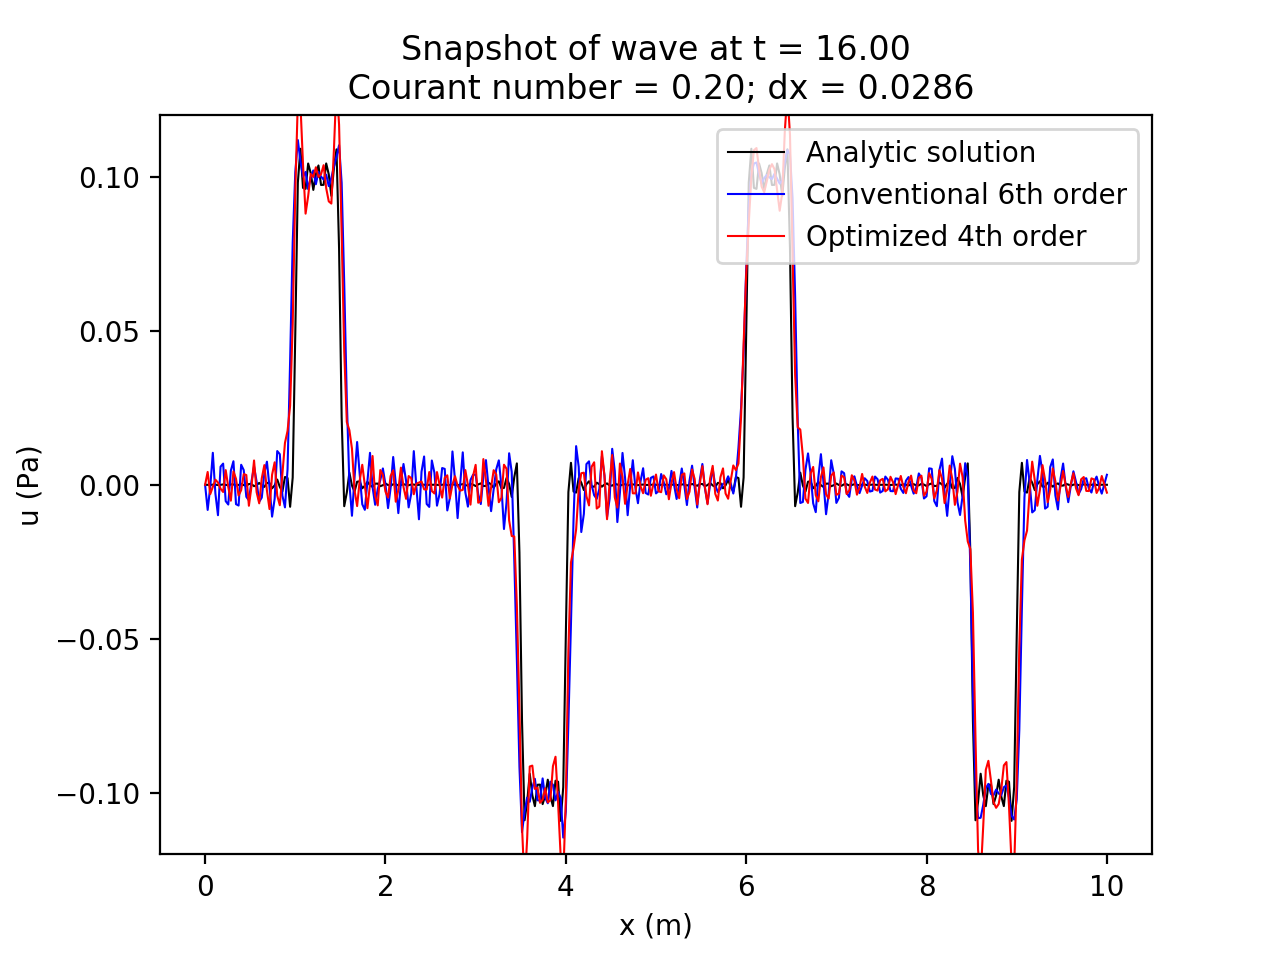 Snapshot of wave at t = 16.00
Courant number = 0.20; dx = 0.0286
Analytic solution
Conventional 6th order
Optimized 4th order
0.10
0.05
0.00
−0.05
−0.10
u (Pa)
0 2 4 6 8 10
x (m)